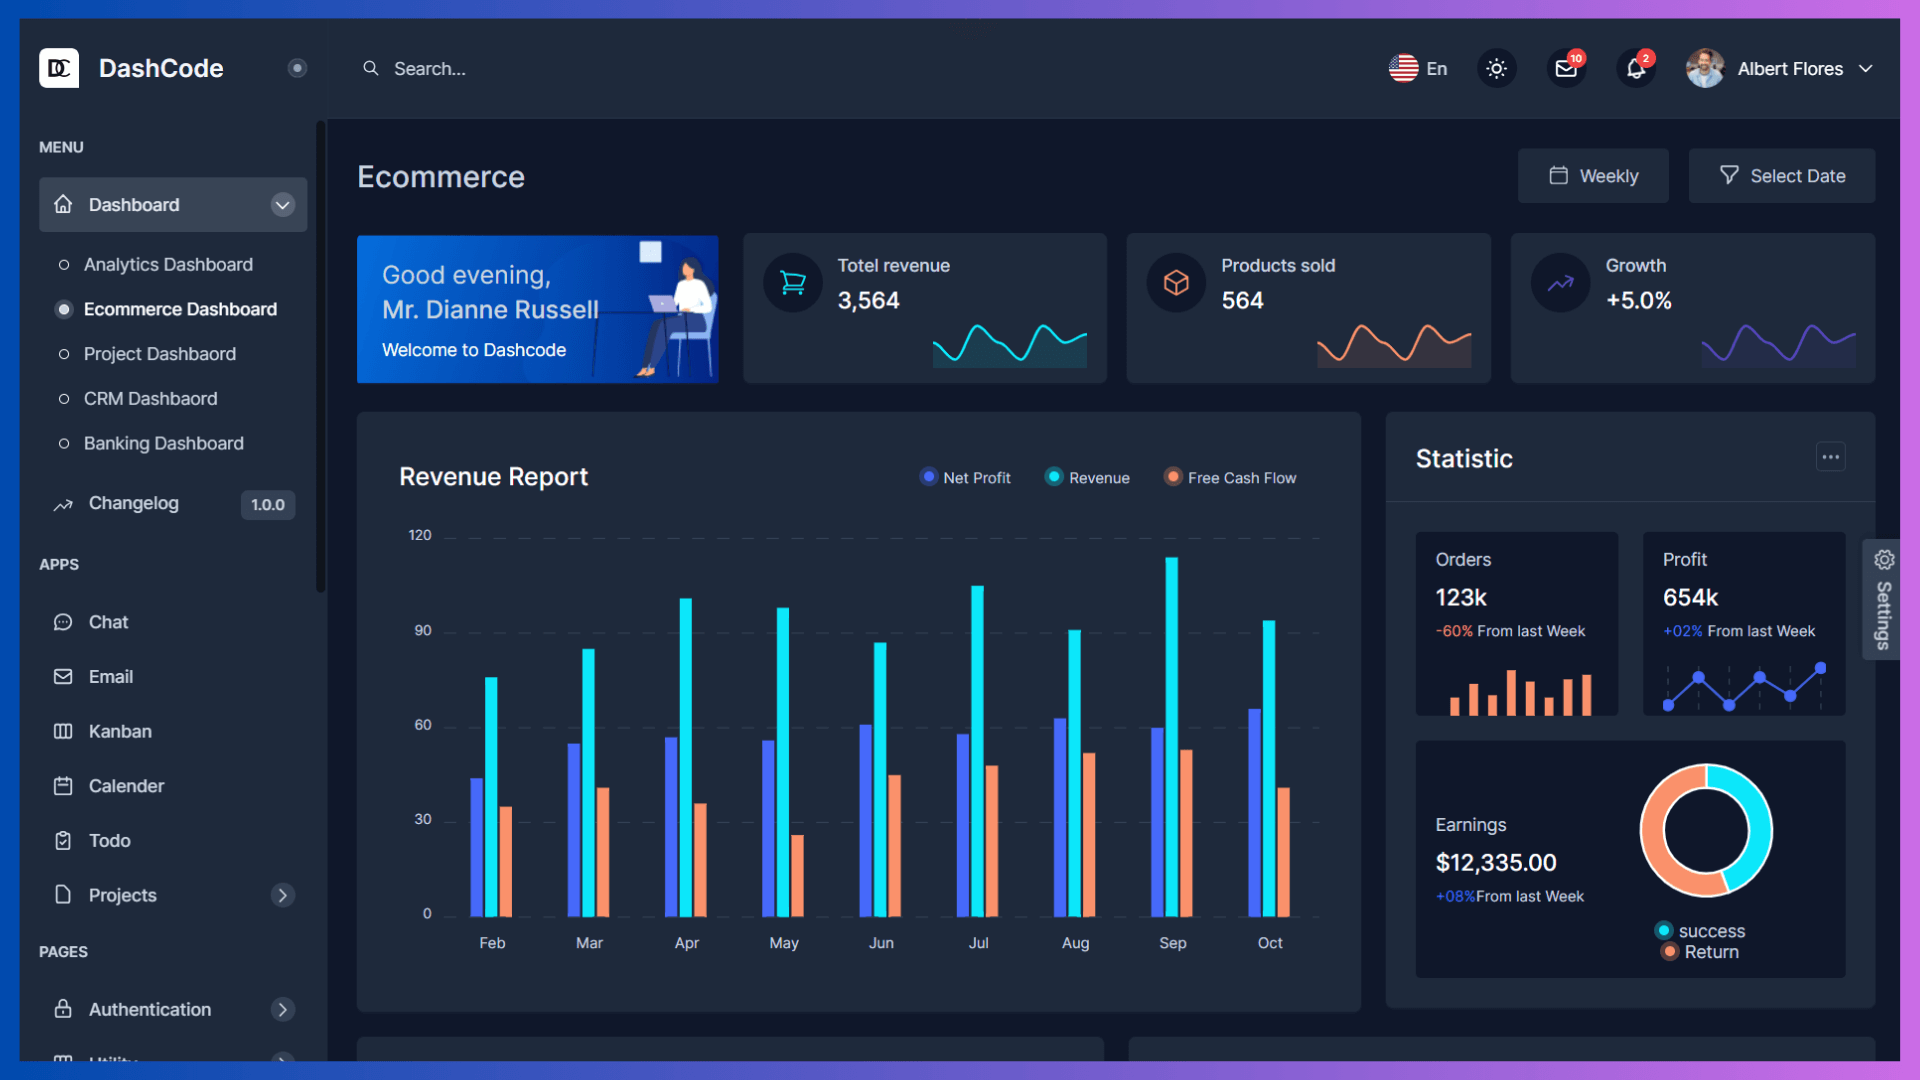 DC DashCode
Search...
En
10
2
Albert Flores
MENU
Dashboard
Analytics Dashboard
Ecommerce Dashboard
Project Dashbaord
CRM Dashbaord
Banking Dashboard
Changelog 1.0.0
APPS
Chat
Email
Kanban
Calender
Todo
Projects
PAGES
Authentication
Ecommerce
Weekly
Select Date
Good evening,
Mr. Dianne Russell
Welcome to Dashcode
Totel revenue
3,564
Products sold
564
Growth
+5.0%
Revenue Report
Net Profit Revenue Free Cash Flow
120
90
60
30
0
Feb Mar Apr May Jun Jul Aug Sep Oct
Statistic
Orders
123k
-60% From last Week
Profit
654k
+02% From last Week
Earnings
$12,335.00
+08%From last Week
success
Return
Settings